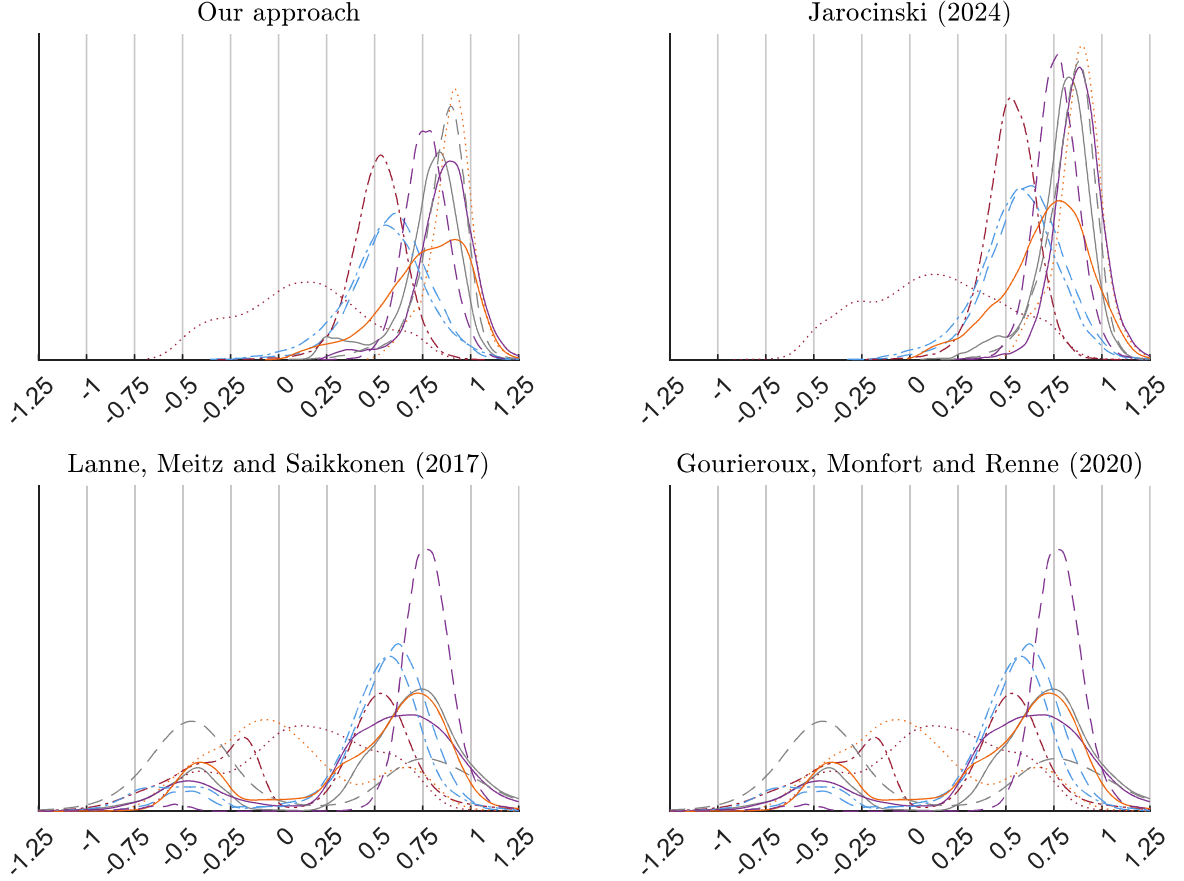 Our approach
Jarocinski (2024)
-1.25 -1 -0.75 -0.5 -0.25 0 0.25 0.5 0.75 1 1.25
-1.25 -1 -0.75 -0.5 -0.25 0 0.25 0.5 0.75 1 1.25
Lanne, Meitz and Saikkonen (2017)
Gourieroux, Monfort and Renne (2020)
-1.25 -1 -0.75 -0.5 -0.25 0 0.25 0.5 0.75 1 1.25
-1.25 -1 -0.75 -0.5 -0.25 0 0.25 0.5 0.75 1 1.25